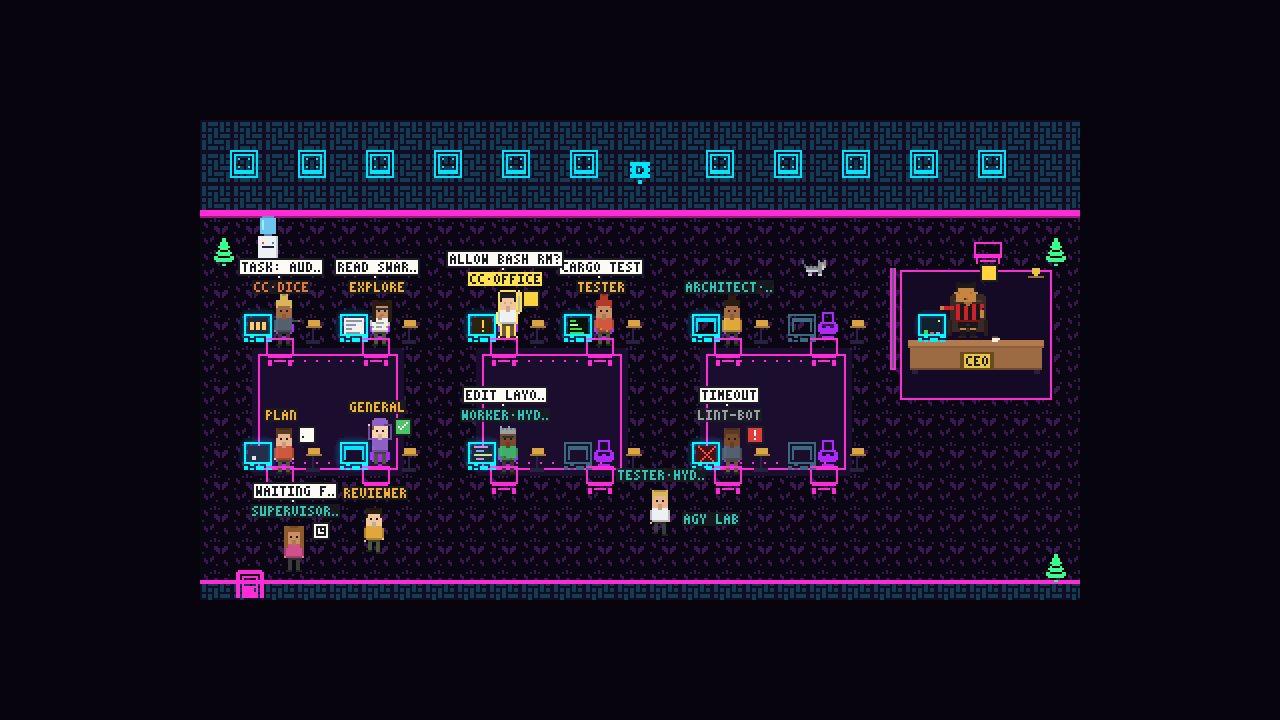 ALLOW BASH RM?
TASK: AUD..
READ SWAR..
CARGO TEST
CC·OFFICE
CC·DICE
EXPLORE
TESTER
ARCHITECT·..
CEO
EDIT LAYO..
TIMEOUT
PLAN
GENERAL
WORKER·HYD..
LINT-BOT
TESTER·HYD..
WAITING F..
REVIEWER
SUPERVISOR..
AGY LAB